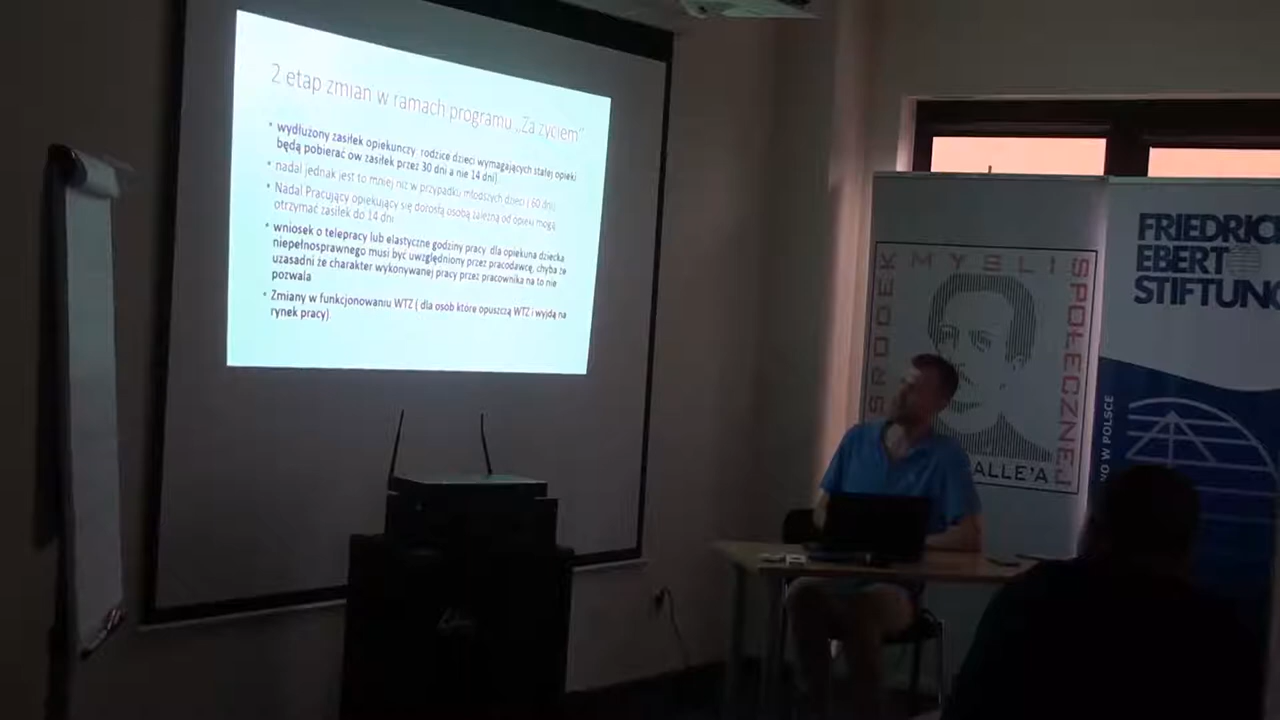 2 etap zmian w ramach programu „Za życiem”
• wydłużony zasiłek opiekunczy rodzice dzieci wymagających stałej opieki
będą pobierać ów zasiłek przez 30 dni a nie 14 dni)
• nadal jednak jest to mniej niż w przypadku młodszych dzieci ( 60 dni)
• Nadal Pracujący opiekujący się dorosłą osobą zależną od opieki mogą
otrzymać zasiłek do 14 dni
• wniosek o telepracy lub elastyczne godziny pracy dla opiekuna dziecka
niepełnosprawnego musi być uwzględniony przez pracodawcę, chyba że
uzasadni że charakter wykonywanej pracy przez pracownika na to nie
pozwala
• Zmiany w funkcjonowaniu WTZ ( dla osób które opuszczą WTZ i wyjdą na
rynek pracy)
ŚRODEK
MYŚLI
SPOŁECZNEJ
ALLE'A
FRIEDRIC
EBERT
STIFTUNG
WO W POLSCE